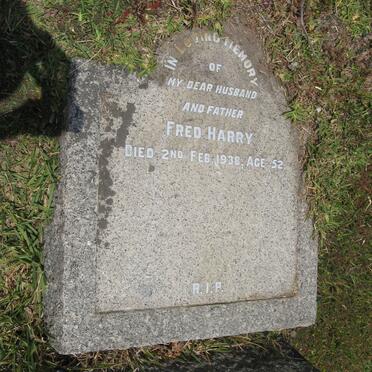 IN LOVING MEMORY
OF
MY DEAR HUSBAND
AND FATHER
FRED HARRY
DIED 2ND FEB. 1938, AGE 52.
R.I.P.